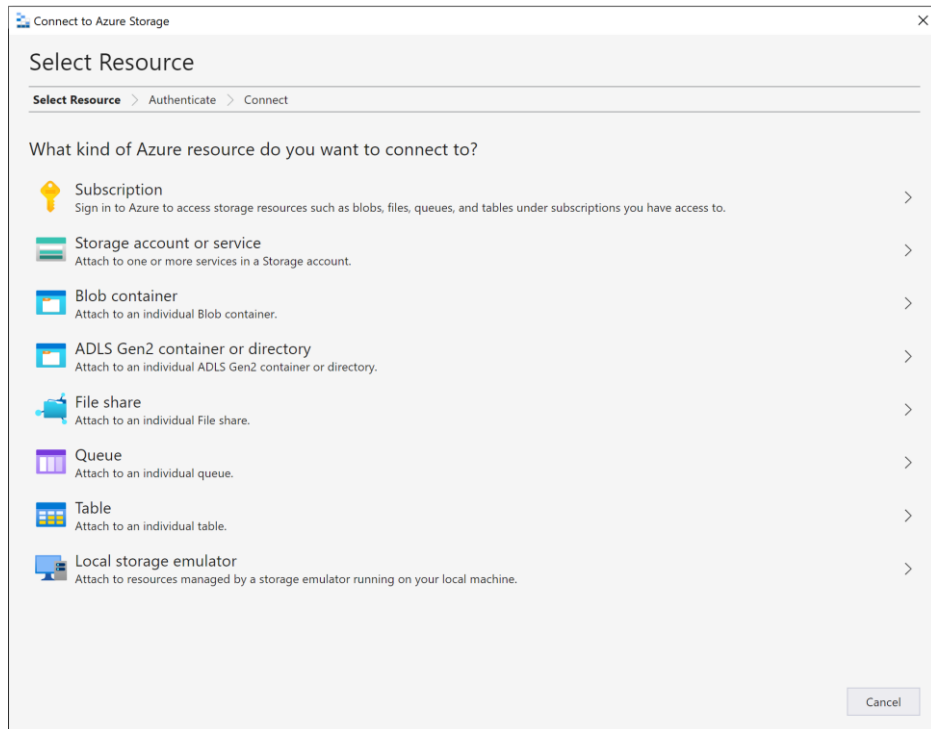 Connect to Azure Storage
Select Resource
Select Resource > Authenticate > Connect
What kind of Azure resource do you want to connect to?
Subscription
Sign in to Azure to access storage resources such as blobs, files, queues, and tables under subscriptions you have access to.
Storage account or service
Attach to one or more services in a Storage account.
Blob container
Attach to an individual Blob container.
ADLS Gen2 container or directory
Attach to an individual ADLS Gen2 container or directory.
File share
Attach to an individual File share.
Queue
Attach to an individual queue.
Table
Attach to an individual table.
Local storage emulator
Attach to resources managed by a storage emulator running on your local machine.
Cancel